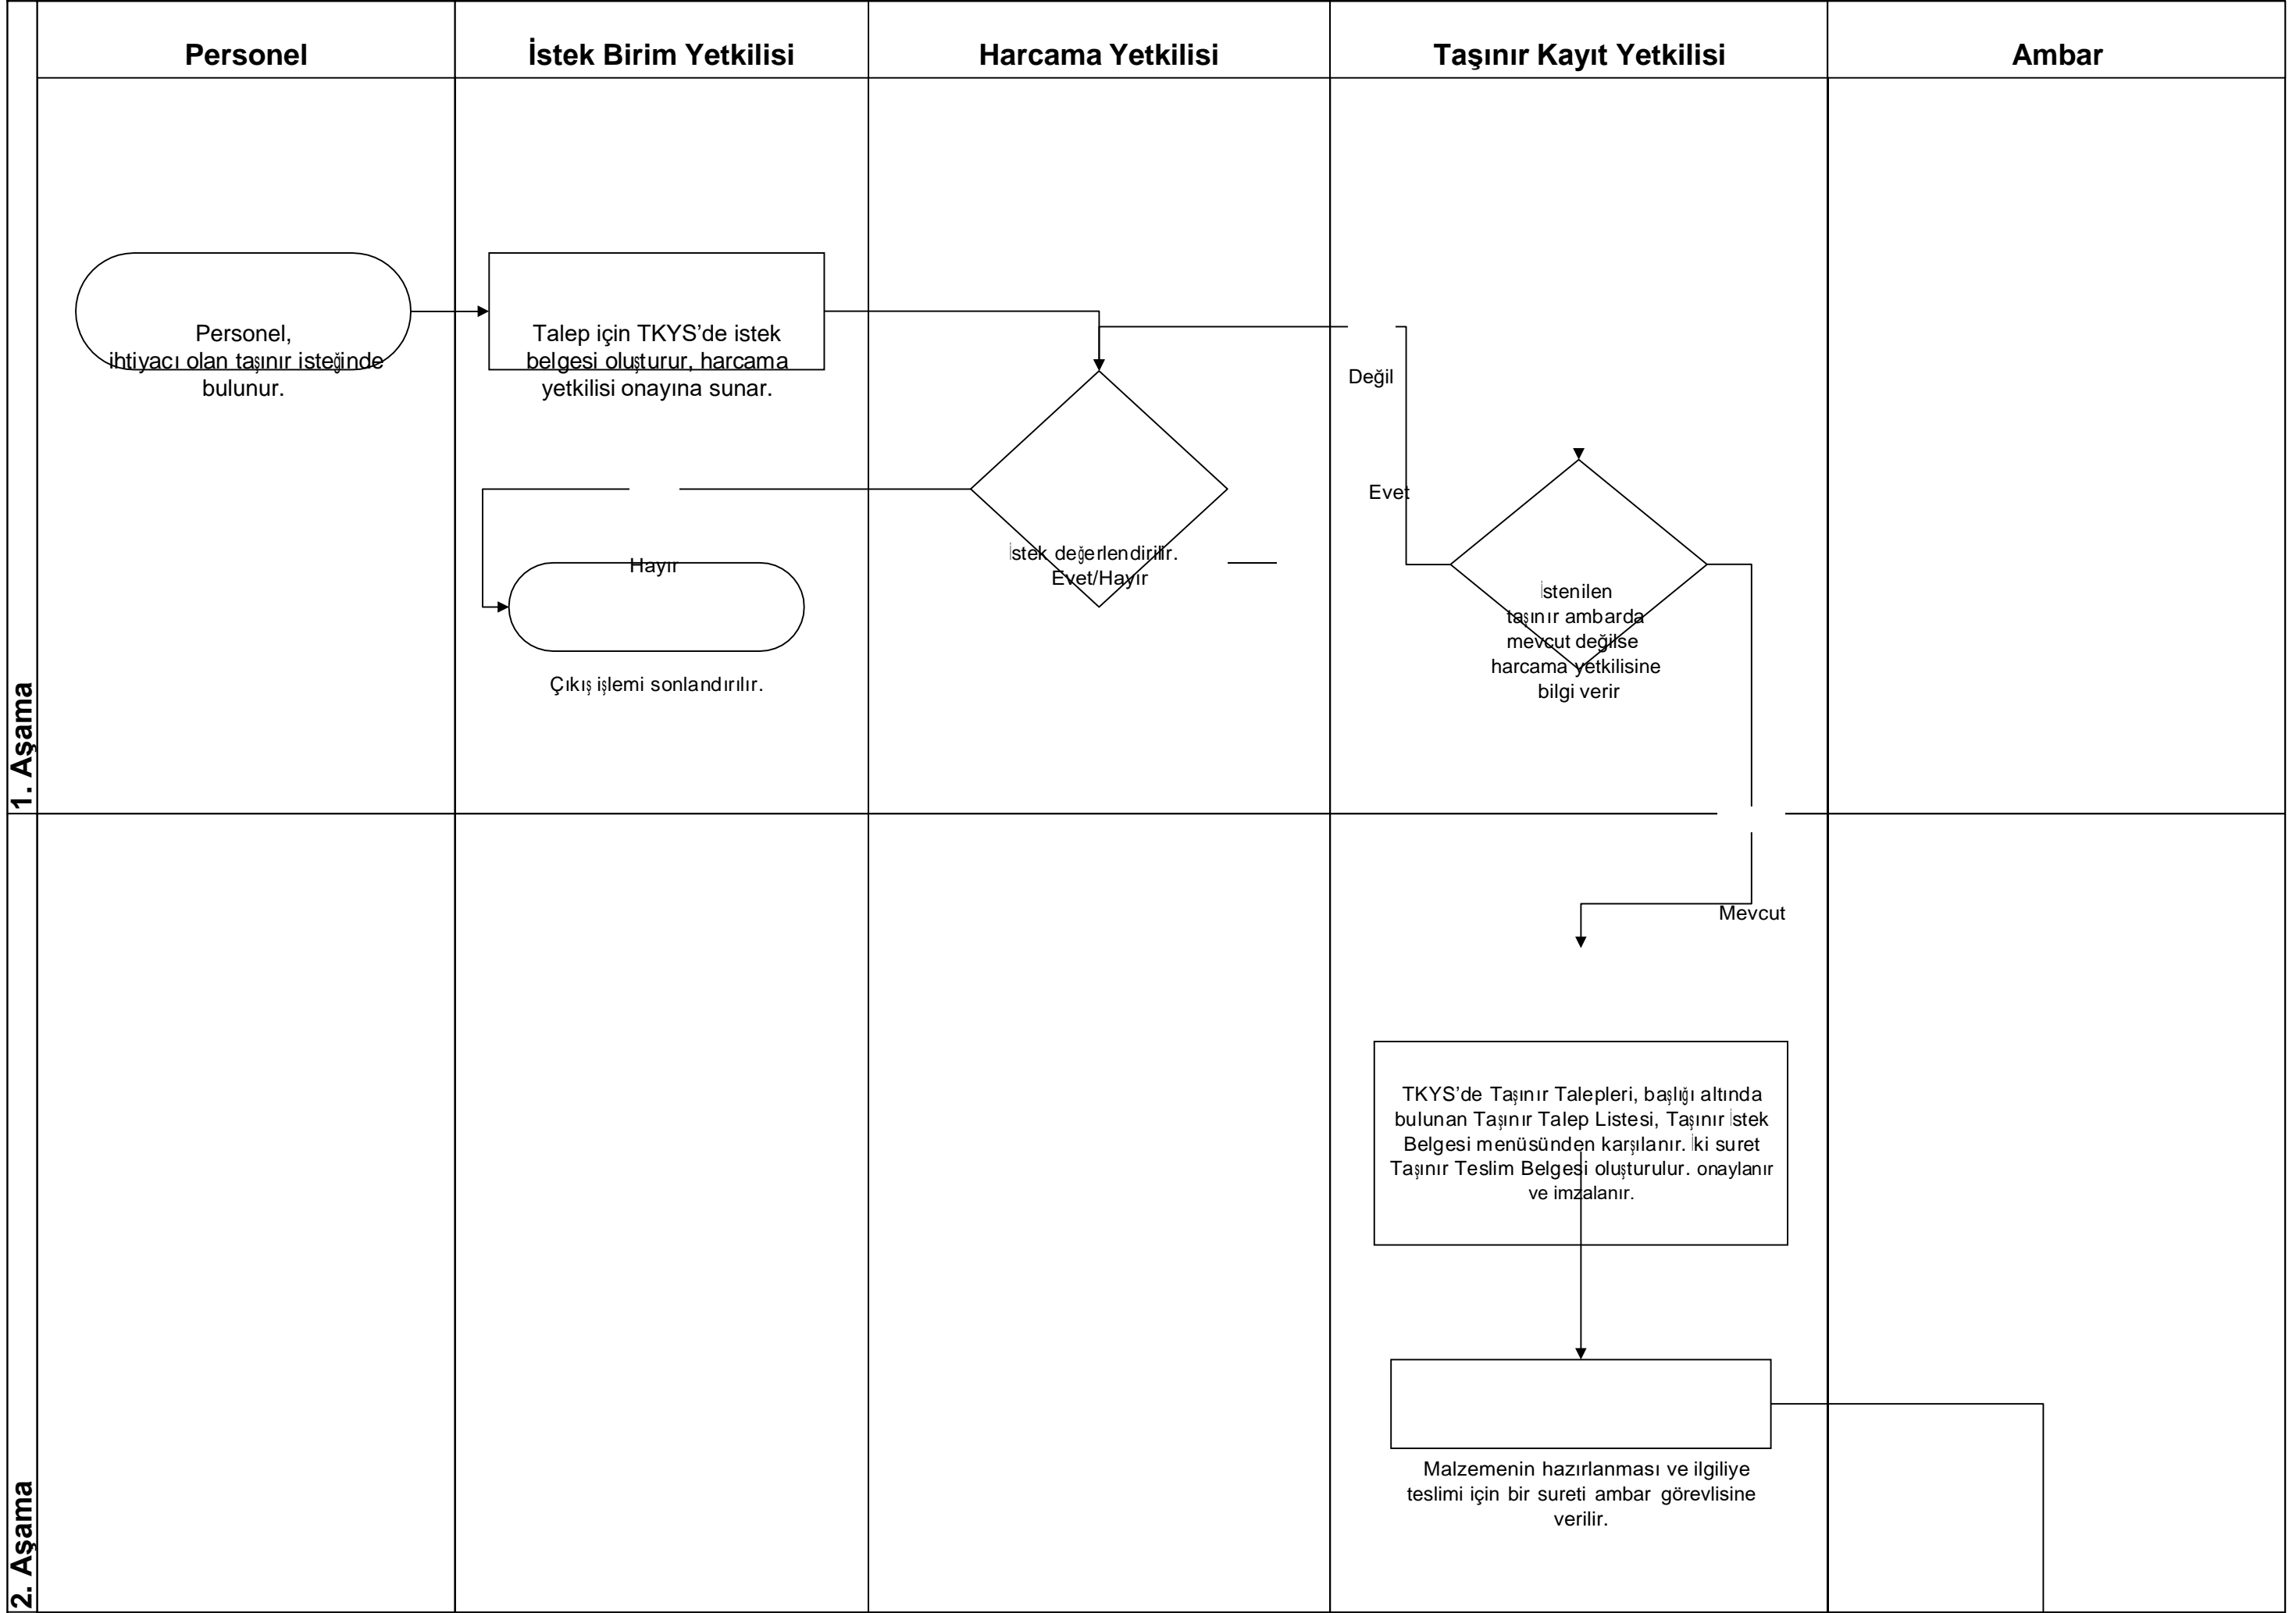 Personel
İstek Birim Yetkilisi
Harcama Yetkilisi
Taşınır Kayıt Yetkilisi
Ambar
1. Aşama
Personel,
ihtiyacı olan taşınır isteğinde
bulunur.
Talep için TKYS’de istek
belgesi oluşturur, harcama
yetkilisi onayına sunar.
Değil
Evet
Hayır
İstek değerlendirilir.
Evet/Hayır
İstenilen
taşınır ambarda
mevcut değilse
harcama yetkilisine
bilgi verir
Çıkış işlemi sonlandırılır.
2. Aşama
Mevcut
TKYS’de Taşınır Talepleri, başlığı altında
bulunan Taşınır Talep Listesi, Taşınır İstek
Belgesi menüsünden karşılanır. İki suret
Taşınır Teslim Belgesi oluşturulur. onaylanır
ve imzalanır.
Malzemenin hazırlanması ve ilgiliye
teslimi için bir sureti ambar görevlisine
verilir.